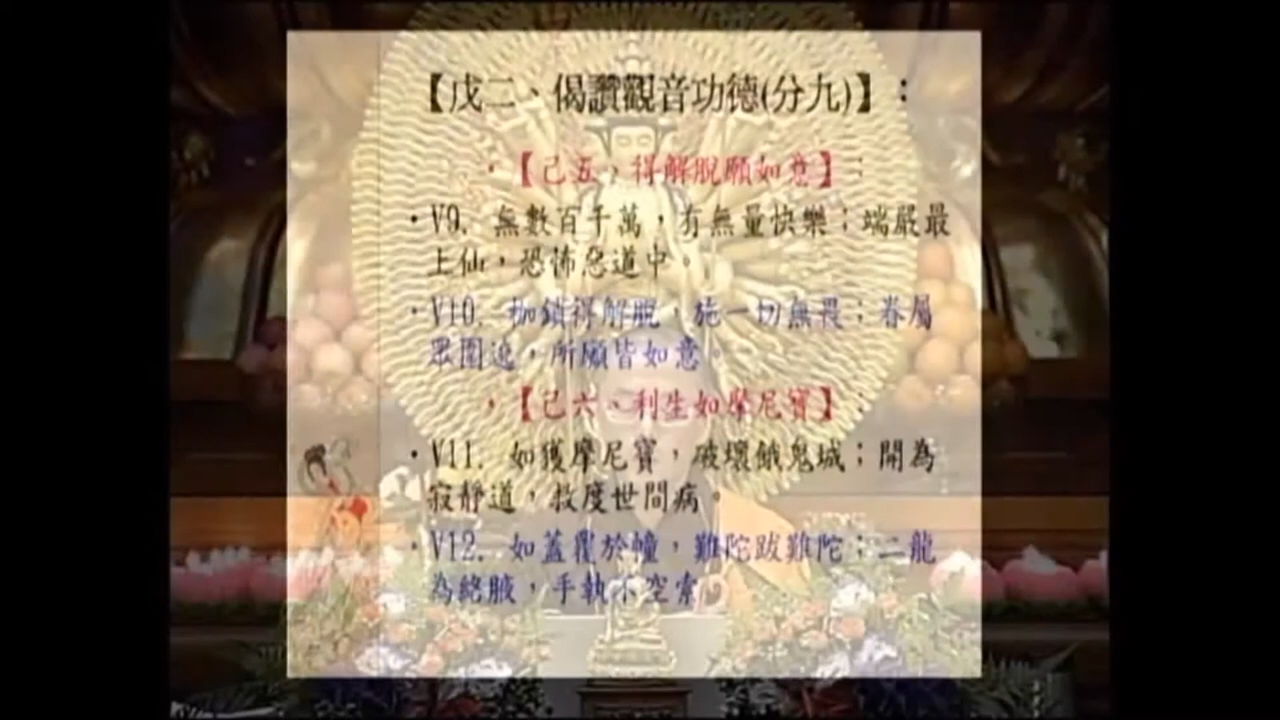 【戊二、偈讚觀音功德(分九)】：
・【己五、得解脫願如意】：
・V9. 無數百千萬，有無量快樂；端嚴最
上仙，恐怖惡道中。
・V10. 枷鎖得解脫，施一切無畏；眷屬
眾圍遶，所願皆如意。
・【己六、利生如摩尼寶】：
・V11. 如獲摩尼寶，破壞餓鬼城；開為
寂靜道，救度世間病。
・V12. 如蓋覆於幢，難陀跋難陀；二龍
為絡腋，手執不空索。